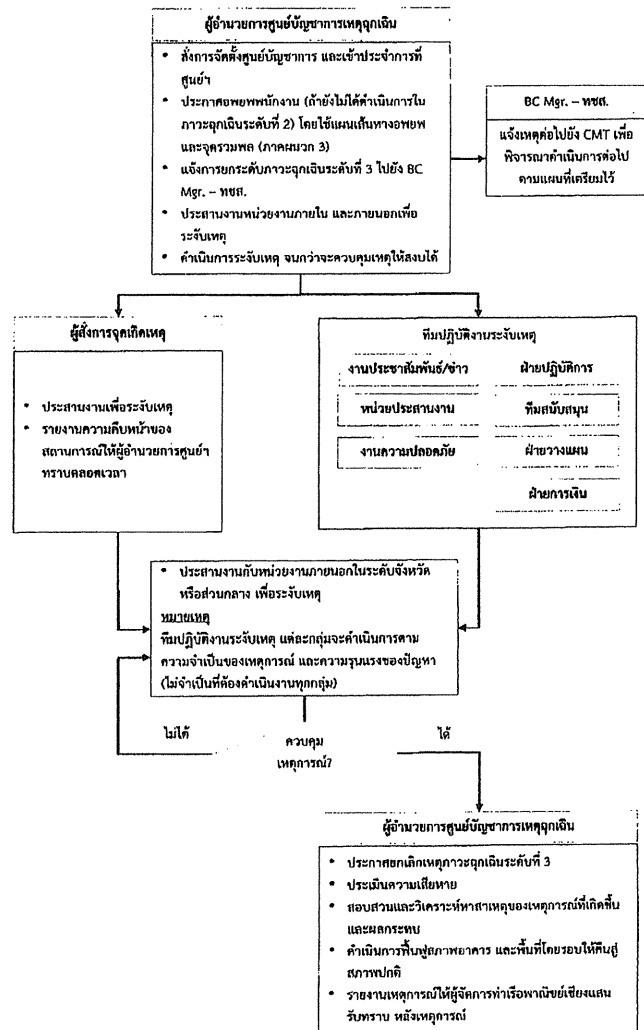 ผู้อำนวยการศูนย์บัญชาการเหตุฉุกเฉิน
• สั่งการจัดตั้งศูนย์บัญชาการ และเข้าประจำการที่
ศูนย์ฯ
• ประกาศอพยพพนักงาน (ถ้ายังไม่ได้ดำเนินการใน
ภาวะฉุกเฉินระดับที่ 2) โดยใช้แผนเส้นทางอพยพ
และจุดรวมพล (ภาคผนวก 3)
• แจ้งการยกระดับภาวะฉุกเฉินระดับที่ 3 ไปยัง BC
Mgr. – ทชส.
• ประสานงานหน่วยงานภายใน และภายนอกเพื่อ
ระงับเหตุ
• ดำเนินการระงับเหตุ จนกว่าจะควบคุมเหตุให้สงบได้
BC Mgr. – ทชส.
แจ้งเหตุต่อไปยัง CMT เพื่อ
พิจารณาดำเนินการต่อไป
ตามแผนที่เตรียมไว้
ผู้สั่งการจุดเกิดเหตุ
• ประสานงานเพื่อระงับเหตุ
• รายงานความคืบหน้าของ
สถานการณ์ให้ผู้อำนวยการศูนย์ฯ
ทราบตลอดเวลา
ทีมปฏิบัติงานระงับเหตุ
งานประชาสัมพันธ์/ข่าว
ฝ่ายปฏิบัติการ
หน่วยประสานงาน
ทีมสนับสนุน
งานความปลอดภัย
ฝ่ายวางแผน
ฝ่ายการเงิน
• ประสานงานกับหน่วยงานภายนอกในระดับจังหวัด
หรือส่วนกลาง เพื่อระงับเหตุ
หมายเหตุ
ทีมปฏิบัติงานระงับเหตุ แต่ละกลุ่มจะดำเนินการตาม
ความจำเป็นของเหตุการณ์ และความรุนแรงของปัญหา
(ไม่จำเป็นที่ต้องดำเนินงานทุกกลุ่ม)
ไม่ได้
ควบคุม
เหตุการณ์?
ได้
ผู้อำนวยการศูนย์บัญชาการเหตุฉุกเฉิน
• ประกาศยกเลิกเหตุภาวะฉุกเฉินระดับที่ 3
• ประเมินความเสียหาย
• สอบสวนและวิเคราะห์หาสาเหตุของเหตุการณ์ที่เกิดขึ้น
และผลกระทบ
• ดำเนินการฟื้นฟูสภาพอาคาร และพื้นที่โดยรอบให้คืนสู่
สภาพปกติ
• รายงานเหตุการณ์ให้ผู้จัดการท่าเรือพาณิชย์เชียงแสน
รับทราบ หลังเหตุการณ์